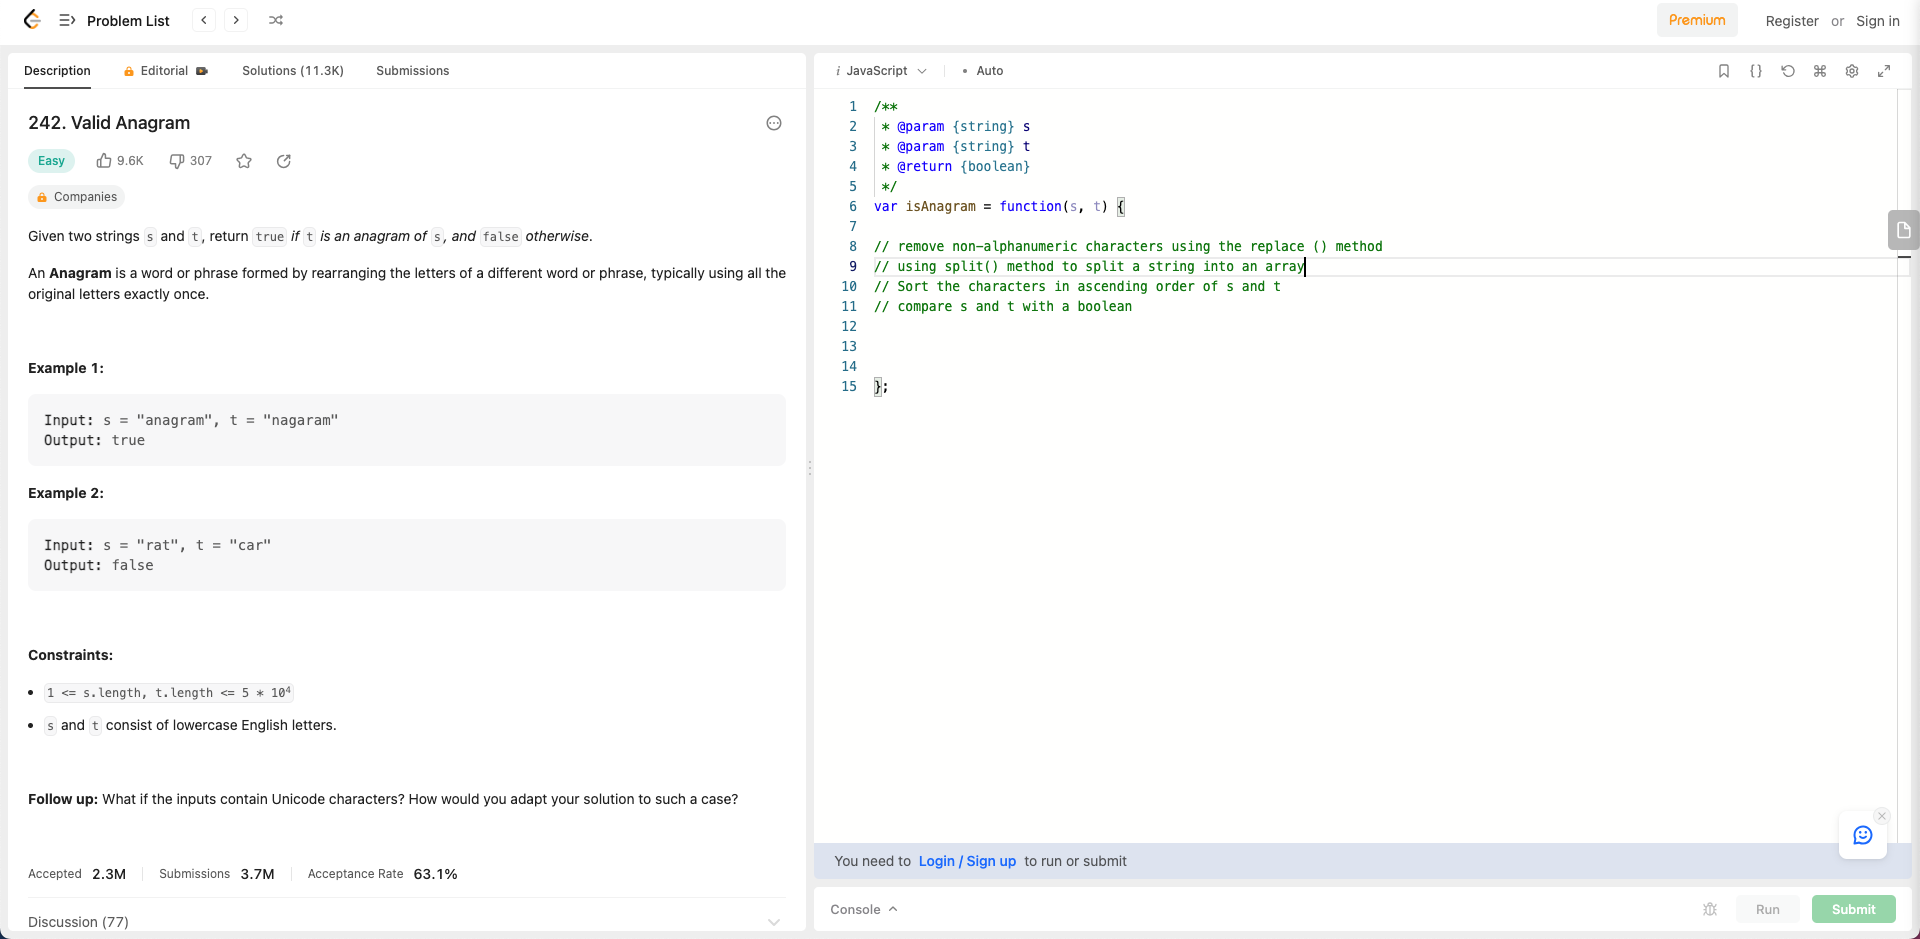 Problem List
Premium
Register or Sign in
Description
Editorial
Solutions (11.3K)
Submissions
242. Valid Anagram
Easy
9.6K
307
Companies
Given two strings s and t, return true if t is an anagram of s, and false otherwise.
An Anagram is a word or phrase formed by rearranging the letters of a different word or phrase, typically using all the
original letters exactly once.
Example 1:
Input: s = "anagram", t = "nagaram"
Output: true
Example 2:
Input: s = "rat", t = "car"
Output: false
Constraints:
1 <= s.length, t.length <= 5 * 10⁴
s and t consist of lowercase English letters.
Follow up: What if the inputs contain Unicode characters? How would you adapt your solution to such a case?
Accepted 2.3M
Submissions 3.7M
Acceptance Rate 63.1%
Discussion (77)
i JavaScript
• Auto
1 /**
2 * @param {string} s
3 * @param {string} t
4 * @return {boolean}
5 */
6 var isAnagram = function(s, t) {
7
8 // remove non-alphanumeric characters using the replace () method
9 // using split() method to split a string into an array
10 // Sort the characters in ascending order of s and t
11 // compare s and t with a boolean
12
13
14
15 };
You need to Login / Sign up to run or submit
Console
Run
Submit